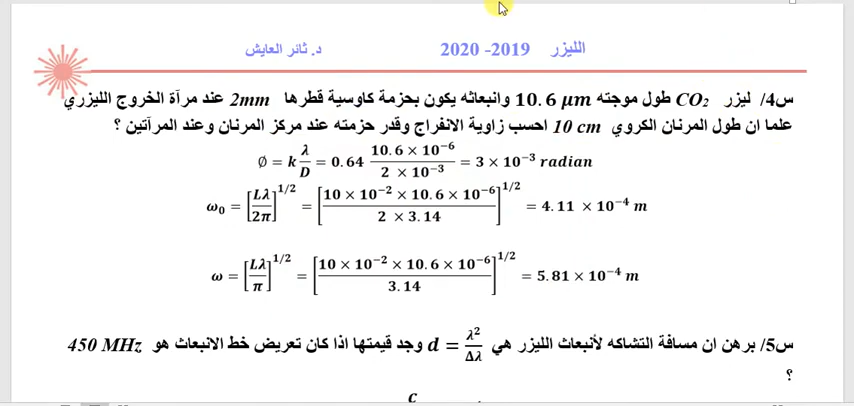 د. ثائر العايش الليزر 2019- 2020
س4/ ليزر CO₂ طول موجته 10.6 μm وانبعاثه يكون بحزمة كاوسية قطرها 2mm عند مرآة الخروج الليزري
علما ان طول المرنان الكروي 10 cm احسب زاوية الانفراج وقدر حزمته عند مركز المرنان وعند المرآتين ؟
∅ = k λ/D = 0.64 (10.6 × 10⁻⁶)/(2 × 10⁻³) = 3 × 10⁻³ radian
ω₀ = [Lλ/2π]^1/2 = [(10 × 10⁻² × 10.6 × 10⁻⁶)/(2 × 3.14)]^1/2 = 4.11 × 10⁻⁴ m
ω = [Lλ/π]^1/2 = [(10 × 10⁻² × 10.6 × 10⁻⁶)/3.14]^1/2 = 5.81 × 10⁻⁴ m
س5/ برهن ان مسافة التشاكه لأنبعاث الليزر هي d = λ²/Δλ وجد قيمتها اذا كان تعريض خط الانبعاث هو 450 MHz
؟
c